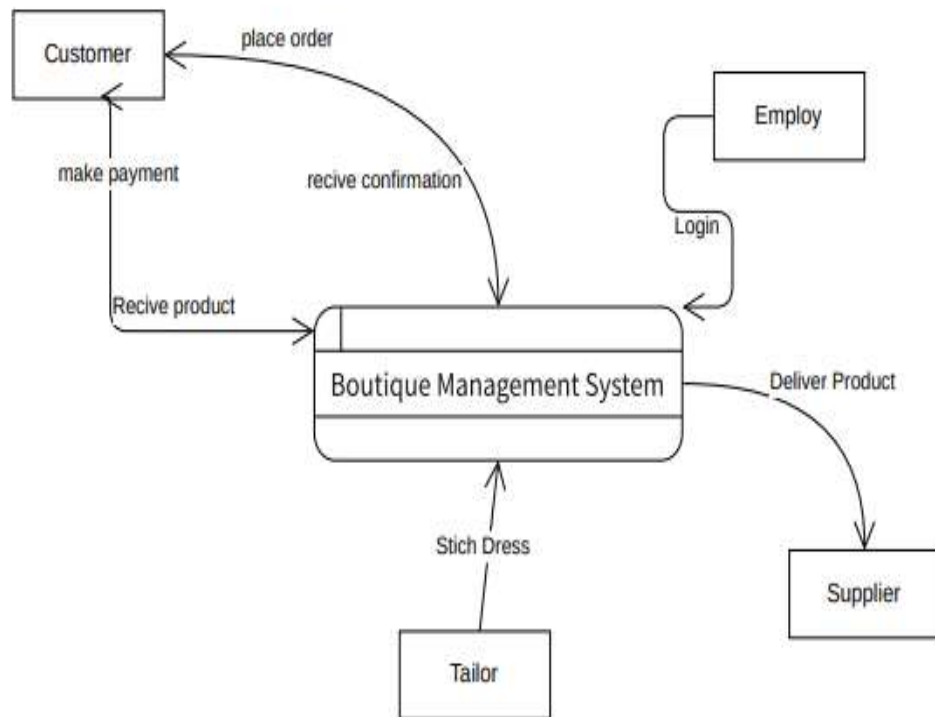 Customer
place order
Employ
make payment
recive confirmation
Login
Recive product
Boutique Management System
Deliver Product
Stich Dress
Supplier
Tailor